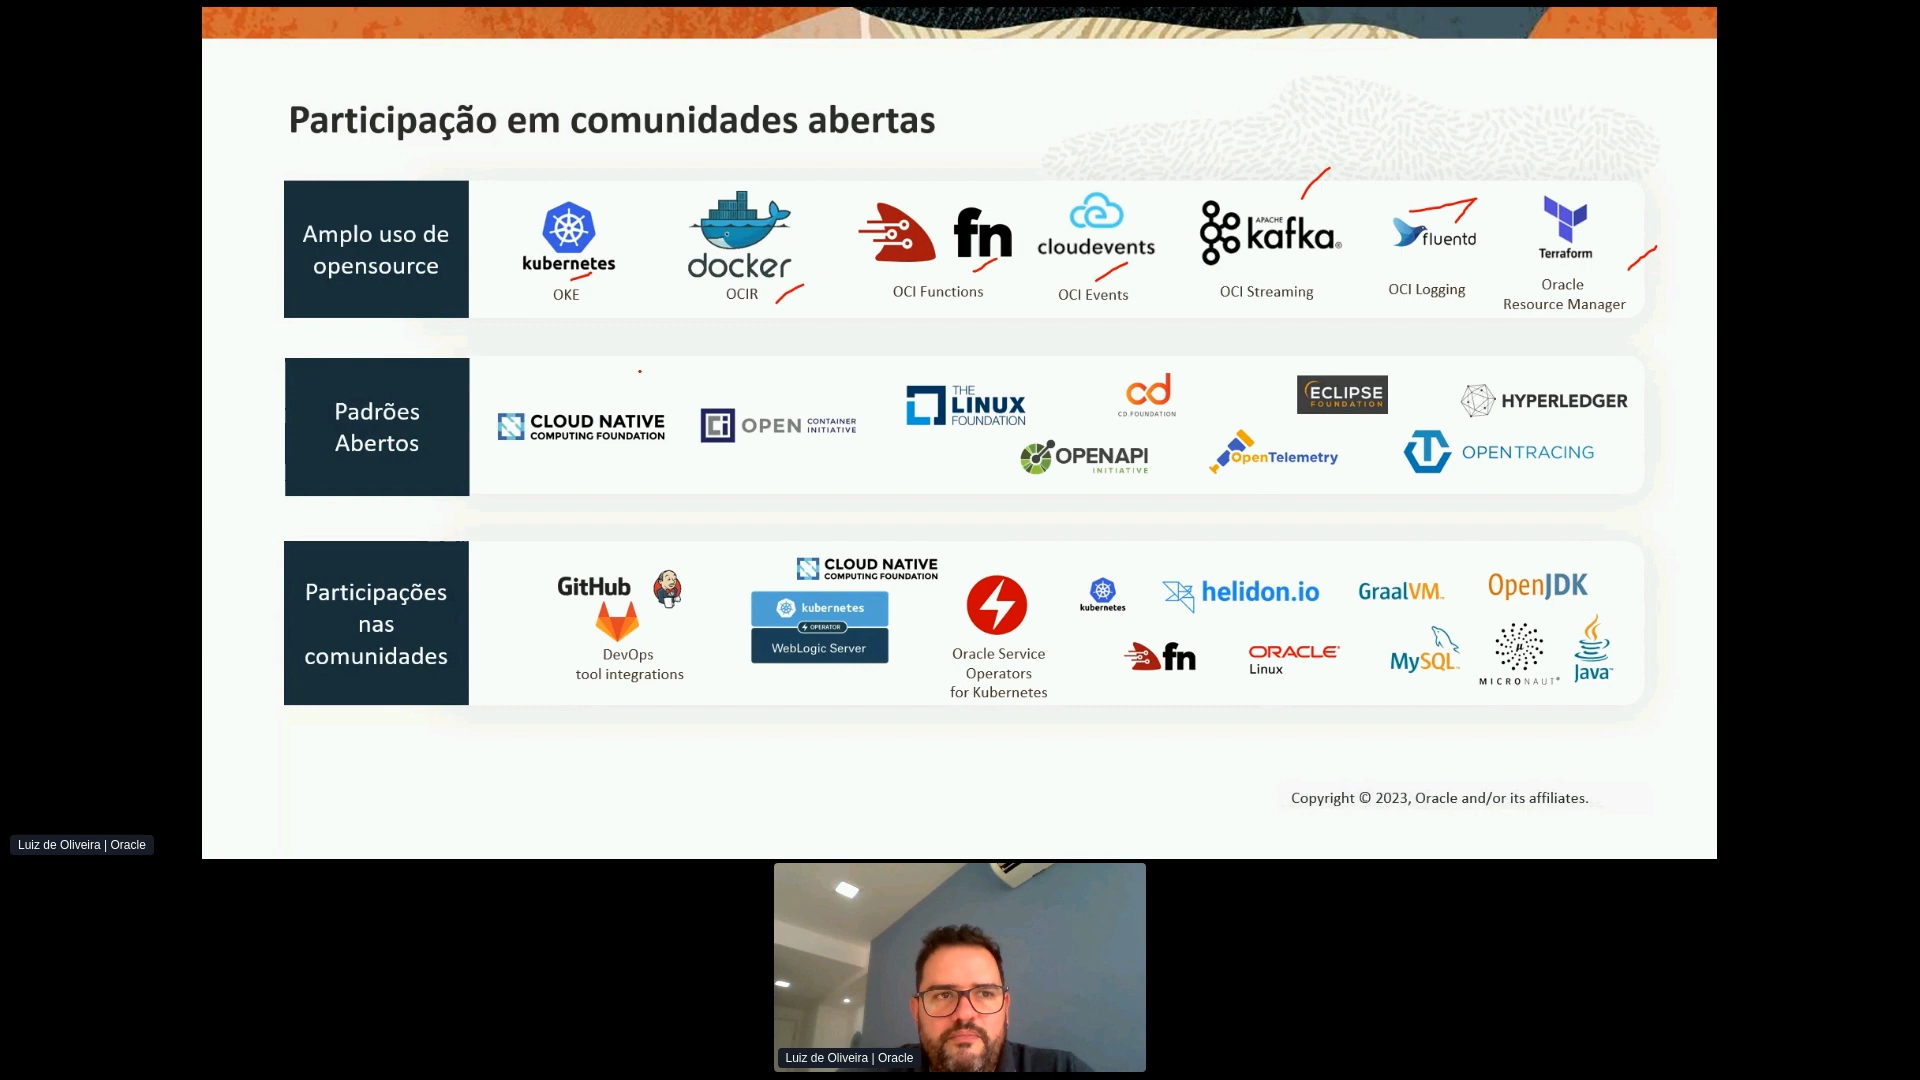 Participação em comunidades abertas
Amplo uso de
opensource
kubernetes
OKE
docker
OCIR
fn
OCI Functions
cloudevents
OCI Events
APACHE
kafka®
OCI Streaming
fluentd
OCI Logging
Terraform
Oracle
Resource Manager
Padrões
Abertos
CLOUD NATIVE
COMPUTING FOUNDATION
OPEN CONTAINER
INITIATIVE
THE
LINUX
FOUNDATION
cd
CD.FOUNDATION
ECLIPSE
FOUNDATION
HYPERLEDGER
OPENAPI
INITIATIVE
OpenTelemetry
OPENTRACING
Participações
nas
comunidades
GitHub
DevOps
tool integrations
CLOUD NATIVE
COMPUTING FOUNDATION
kubernetes
OPERATOR
WebLogic Server
Oracle Service
Operators
for Kubernetes
kubernetes
helidon.io
GraalVM™
OpenJDK
fn
ORACLE®
Linux
MySQL™
µ
MICRONAUT®
Java™
Copyright © 2023, Oracle and/or its affiliates.
Luiz de Oliveira | Oracle
Luiz de Oliveira | Oracle